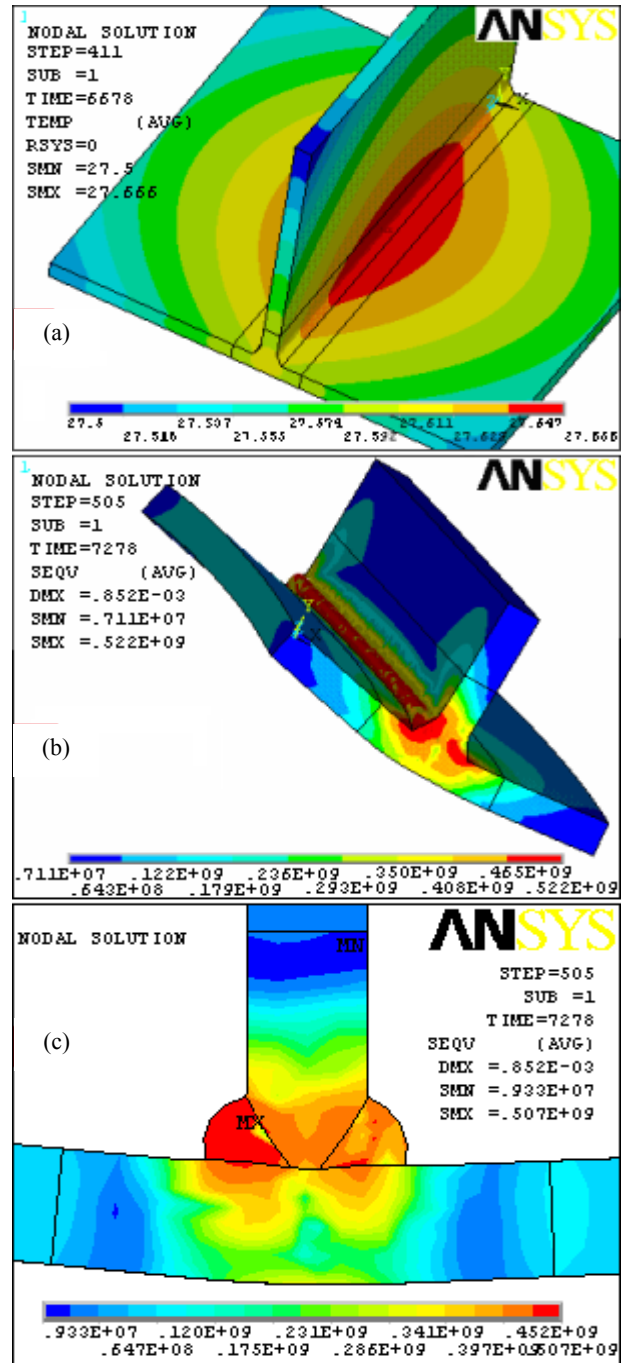 1
NODAL SOLUTION
STEP=411
SUB =1
TIME=6678
TEMP (AVG)
RSYS=0
SMN =27.5
SMX =27.666
ANSYS
Y
X
(a)
27.5 27.537 27.574 27.611 27.647
27.518 27.555 27.592 27.629 27.666
1
NODAL SOLUTION
STEP=505
SUB =1
TIME=7278
SEQV (AVG)
DMX =.852E-03
SMN =.711E+07
SMX =.522E+09
ANSYS
Y
X
(b)
.711E+07 .122E+09 .236E+09 .350E+09 .465E+09
.643E+08 .179E+09 .293E+09 .408E+09 .522E+09
NODAL SOLUTION
ANSYS
MN
STEP=505
SUB =1
TIME=7278
SEQV (AVG)
DMX =.852E-03
SMN =.933E+07
SMX =.507E+09
(c)
MX
.933E+07 .120E+09 .231E+09 .341E+09 .452E+09
.647E+08 .175E+09 .286E+09 .397E+09 .507E+09